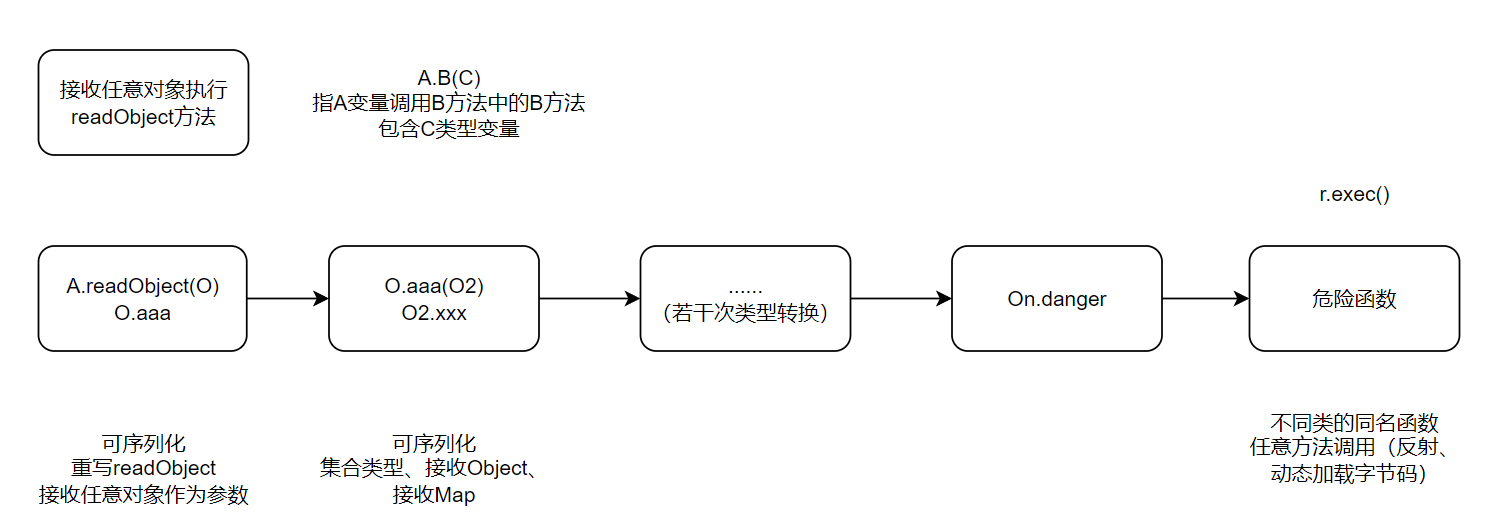 接收任意对象执行
readObject方法
A.B(C)
指A变量调用B方法中的B方法
包含C类型变量
r.exec()
A.readObject(O)
O.aaa
O.aaa(O2)
O2.xxx
......
（若干次类型转换）
On.danger
危险函数
可序列化
重写readObject
接收任意对象作为参数
可序列化
集合类型、接收Object、
接收Map
不同类的同名函数
任意方法调用（反射、
动态加载字节码）